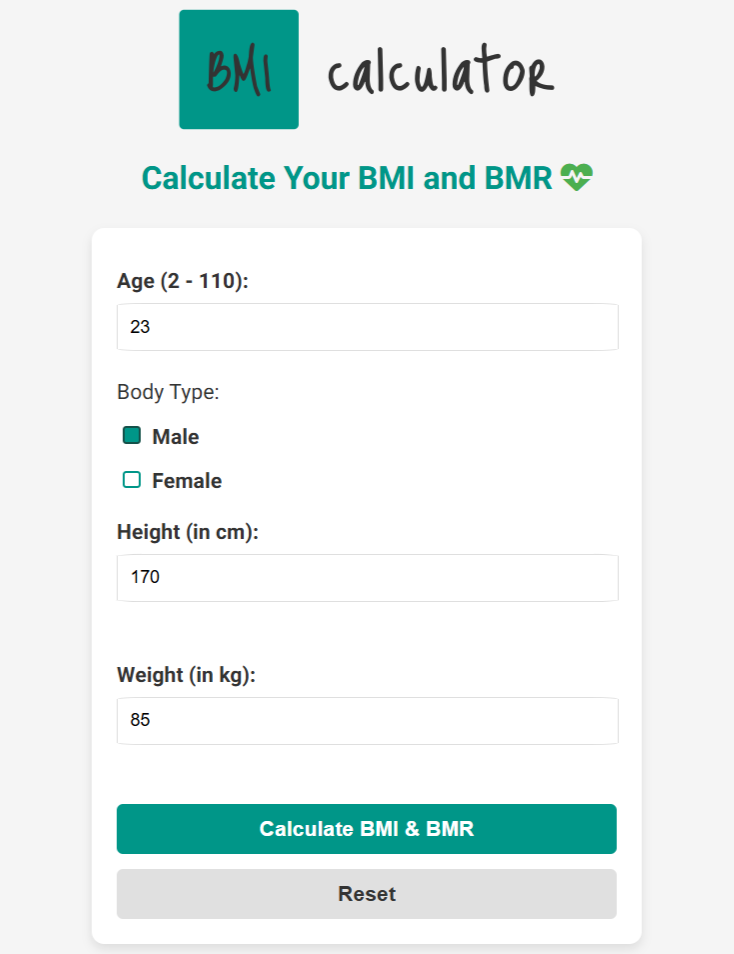 BMI calculator
Calculate Your BMI and BMR
Age (2 - 110):
23
Body Type:
Male
Female
Height (in cm):
170
Weight (in kg):
85
Calculate BMI & BMR
Reset